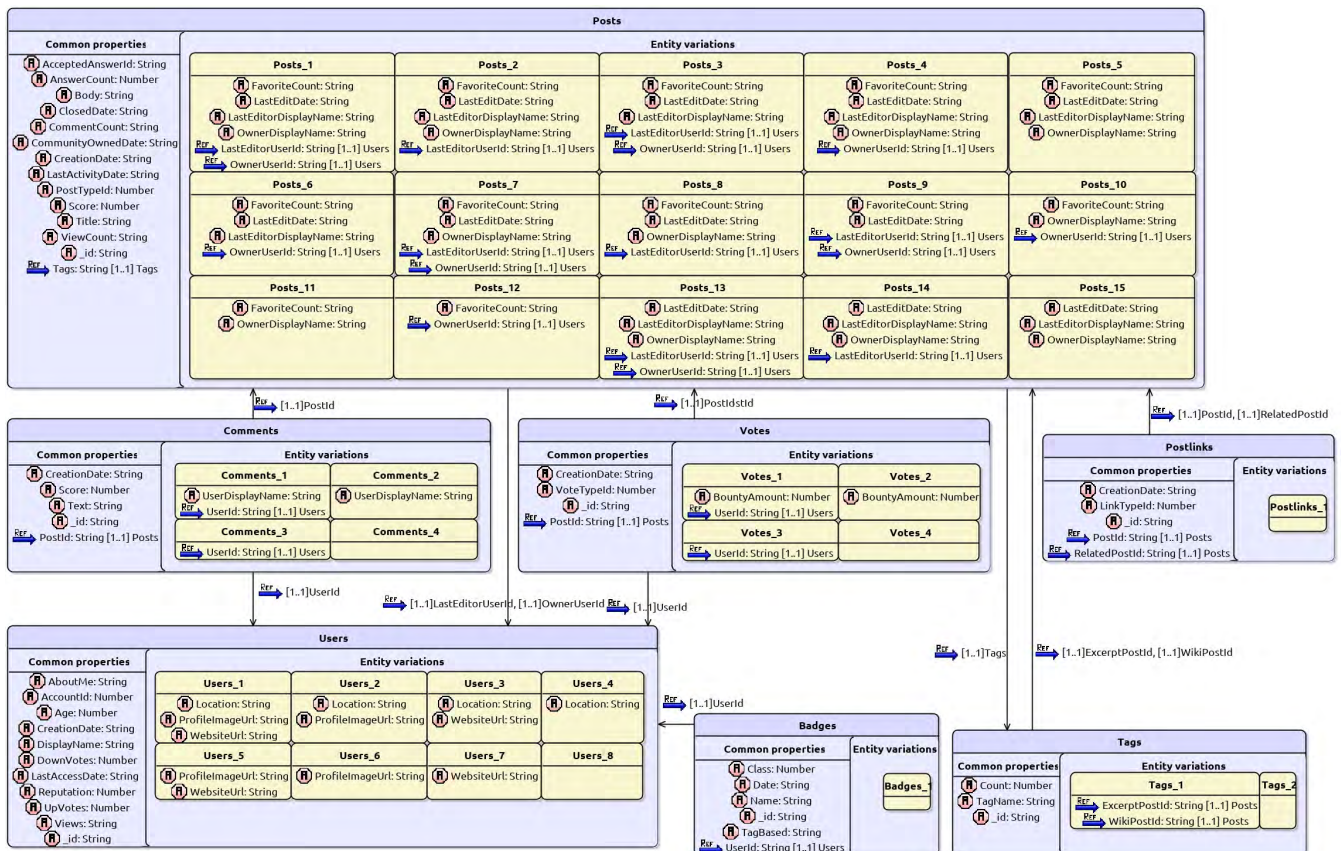 Posts
Common properties
AcceptedAnswerId: String
AnswerCount: Number
Body: String
ClosedDate: String
CommentCount: String
CommunityOwnedDate: String
CreationDate: String
LastActivityDate: String
PostTypeId: Number
Score: Number
Title: String
ViewCount: String
_id: String
Tags: String [1..1] Tags
Entity variations
Posts_1
FavoriteCount: String
LastEditDate: String
LastEditorDisplayName: String
OwnerDisplayName: String
LastEditorUserId: String [1..1] Users
OwnerUserId: String [1..1] Users
Posts_2
FavoriteCount: String
LastEditDate: String
LastEditorDisplayName: String
OwnerDisplayName: String
LastEditorUserId: String [1..1] Users
Posts_3
FavoriteCount: String
LastEditDate: String
LastEditorDisplayName: String
LastEditorUserId: String [1..1] Users
OwnerUserId: String [1..1] Users
Posts_4
FavoriteCount: String
LastEditDate: String
LastEditorDisplayName: String
OwnerDisplayName: String
OwnerUserId: String [1..1] Users
Posts_5
FavoriteCount: String
LastEditDate: String
LastEditorDisplayName: String
OwnerDisplayName: String
Posts_6
FavoriteCount: String
LastEditDate: String
LastEditorDisplayName: String
OwnerUserId: String [1..1] Users
Posts_7
FavoriteCount: String
LastEditDate: String
OwnerDisplayName: String
LastEditorUserId: String [1..1] Users
OwnerUserId: String [1..1] Users
Posts_8
FavoriteCount: String
LastEditDate: String
OwnerDisplayName: String
LastEditorUserId: String [1..1] Users
Posts_9
FavoriteCount: String
LastEditDate: String
LastEditorUserId: String [1..1] Users
OwnerUserId: String [1..1] Users
Posts_10
FavoriteCount: String
OwnerDisplayName: String
OwnerUserId: String [1..1] Users
Posts_11
FavoriteCount: String
OwnerDisplayName: String
Posts_12
FavoriteCount: String
OwnerUserId: String [1..1] Users
Posts_13
LastEditDate: String
LastEditorDisplayName: String
OwnerDisplayName: String
LastEditorUserId: String [1..1] Users
OwnerUserId: String [1..1] Users
Posts_14
LastEditDate: String
LastEditorDisplayName: String
OwnerDisplayName: String
LastEditorUserId: String [1..1] Users
Posts_15
LastEditDate: String
LastEditorDisplayName: String
OwnerDisplayName: String
[1..1]PostId
[1..1]PostIdstId
[1..1]PostId, [1..1]RelatedPostId
Comments
Common properties
CreationDate: String
Score: Number
Text: String
_id: String
PostId: String [1..1] Posts
Entity variations
Comments_1
UserDisplayName: String
UserId: String [1..1] Users
Comments_2
UserDisplayName: String
Comments_3
UserId: String [1..1] Users
Comments_4
Votes
Common properties
CreationDate: String
VoteTypeId: Number
_id: String
PostId: String [1..1] Posts
Entity variations
Votes_1
BountyAmount: Number
UserId: String [1..1] Users
Votes_2
BountyAmount: Number
Votes_3
UserId: String [1..1] Users
Votes_4
Postlinks
Common properties
CreationDate: String
LinkTypeId: Number
_id: String
PostId: String [1..1] Posts
RelatedPostId: String [1..1] Posts
Entity variations
Postlinks_1
[1..1]UserId
[1..1]LastEditorUserId, [1..1]OwnerUserId
[1..1]UserId
[1..1]Tags
[1..1]ExcerptPostId, [1..1]WikiPostId
Users
Common properties
AboutMe: String
AccountId: Number
Age: Number
CreationDate: String
DisplayName: String
DownVotes: Number
LastAccessDate: String
Reputation: Number
UpVotes: Number
Views: String
_id: String
Entity variations
Users_1
Location: String
ProfileImageUrl: String
WebsiteUrl: String
Users_2
Location: String
ProfileImageUrl: String
Users_3
Location: String
WebsiteUrl: String
Users_4
Location: String
Users_5
ProfileImageUrl: String
WebsiteUrl: String
Users_6
ProfileImageUrl: String
Users_7
WebsiteUrl: String
Users_8
[1..1]UserId
Badges
Common properties
Class: Number
Date: String
Name: String
_id: String
TagBased: String
UserId: String [1..1] Users
Entity variations
Badges_1
Tags
Common properties
Count: Number
TagName: String
_id: String
Entity variations
Tags_1
ExcerptPostId: String [1..1] Posts
WikiPostId: String [1..1] Posts
Tags_2